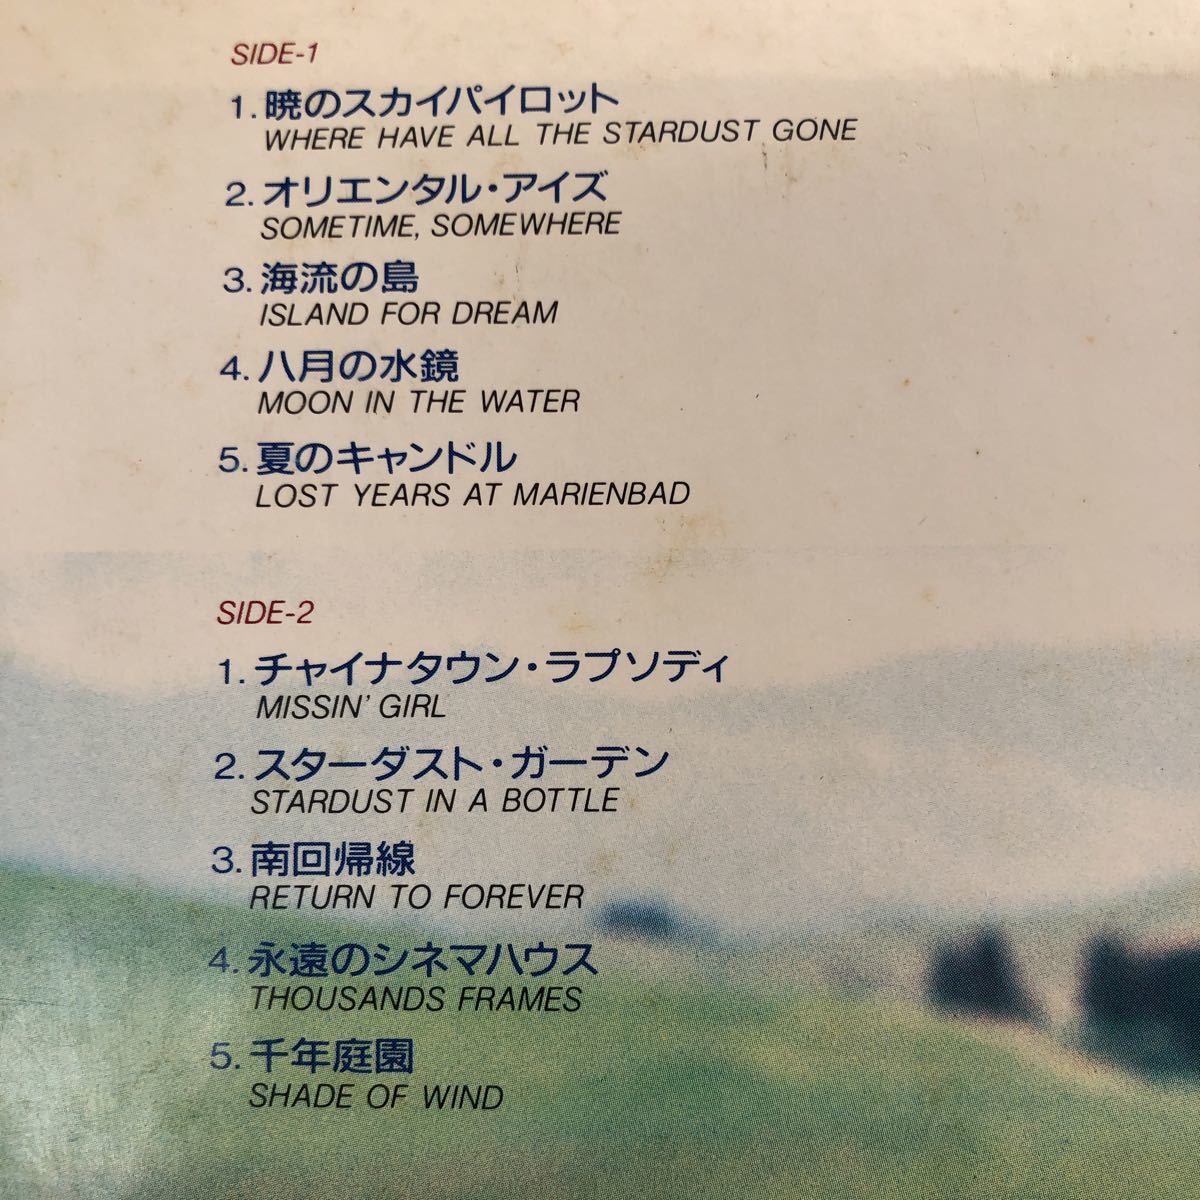 SIDE-1
1. 暁のスカイパイロット
WHERE HAVE ALL THE STARDUST GONE
2. オリエンタル・アイズ
SOMETIME, SOMEWHERE
3. 海流の島
ISLAND FOR DREAM
4. 八月の水鏡
MOON IN THE WATER
5. 夏のキャンドル
LOST YEARS AT MARIENBAD
SIDE-2
1. チャイナタウン・ラプソディ
MISSIN' GIRL
2. スターダスト・ガーデン
STARDUST IN A BOTTLE
3. 南回帰線
RETURN TO FOREVER
4. 永遠のシネマハウス
THOUSANDS FRAMES
5. 千年庭園
SHADE OF WIND